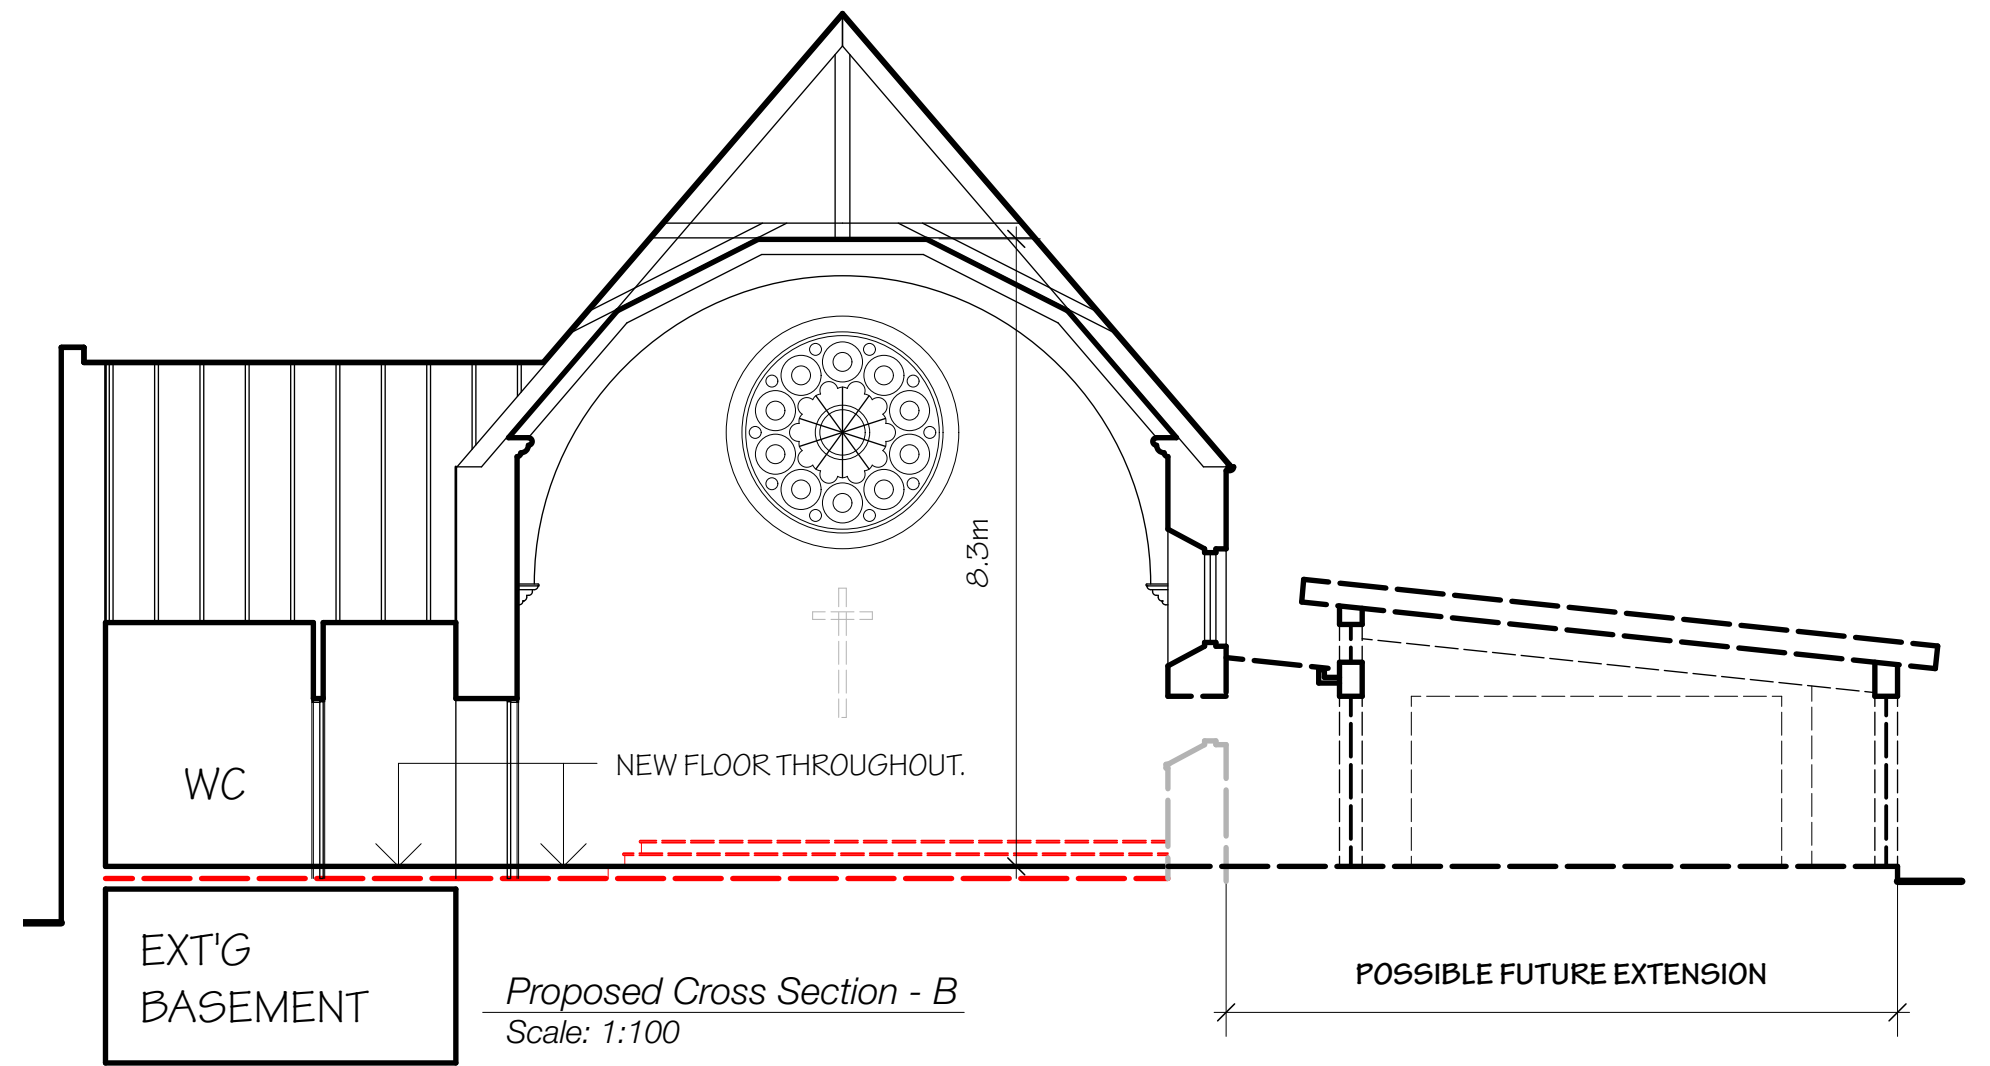 8.3m
NEW FLOOR THROUGHOUT.
WC
EXT'G
BASEMENT
Proposed Cross Section - B
Scale: 1:100
POSSIBLE FUTURE EXTENSION